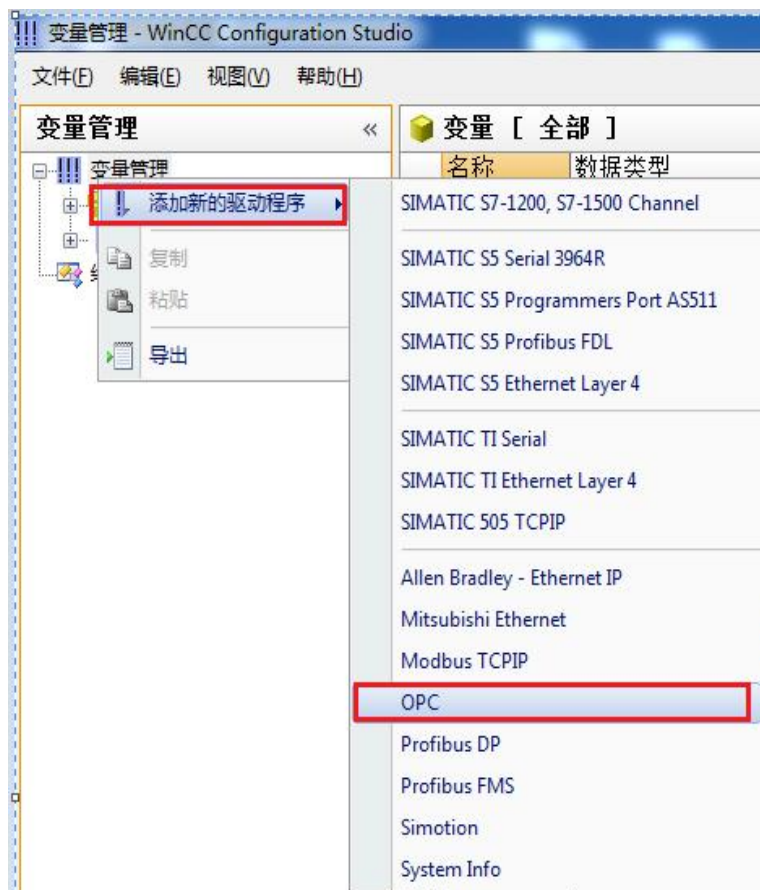 变量管理 - WinCC Configuration Studio
文件(F) 编辑(E) 视图(V) 帮助(H)
变量管理 «
变量 [ 全部 ]
变量管理
名称 数据类型
添加新的驱动程序
复制
粘贴
导出
SIMATIC S7-1200, S7-1500 Channel
SIMATIC S5 Serial 3964R
SIMATIC S5 Programmers Port AS511
SIMATIC S5 Profibus FDL
SIMATIC S5 Ethernet Layer 4
SIMATIC TI Serial
SIMATIC TI Ethernet Layer 4
SIMATIC 505 TCPIP
Allen Bradley - Ethernet IP
Mitsubishi Ethernet
Modbus TCPIP
OPC
Profibus DP
Profibus FMS
Simotion
System Info